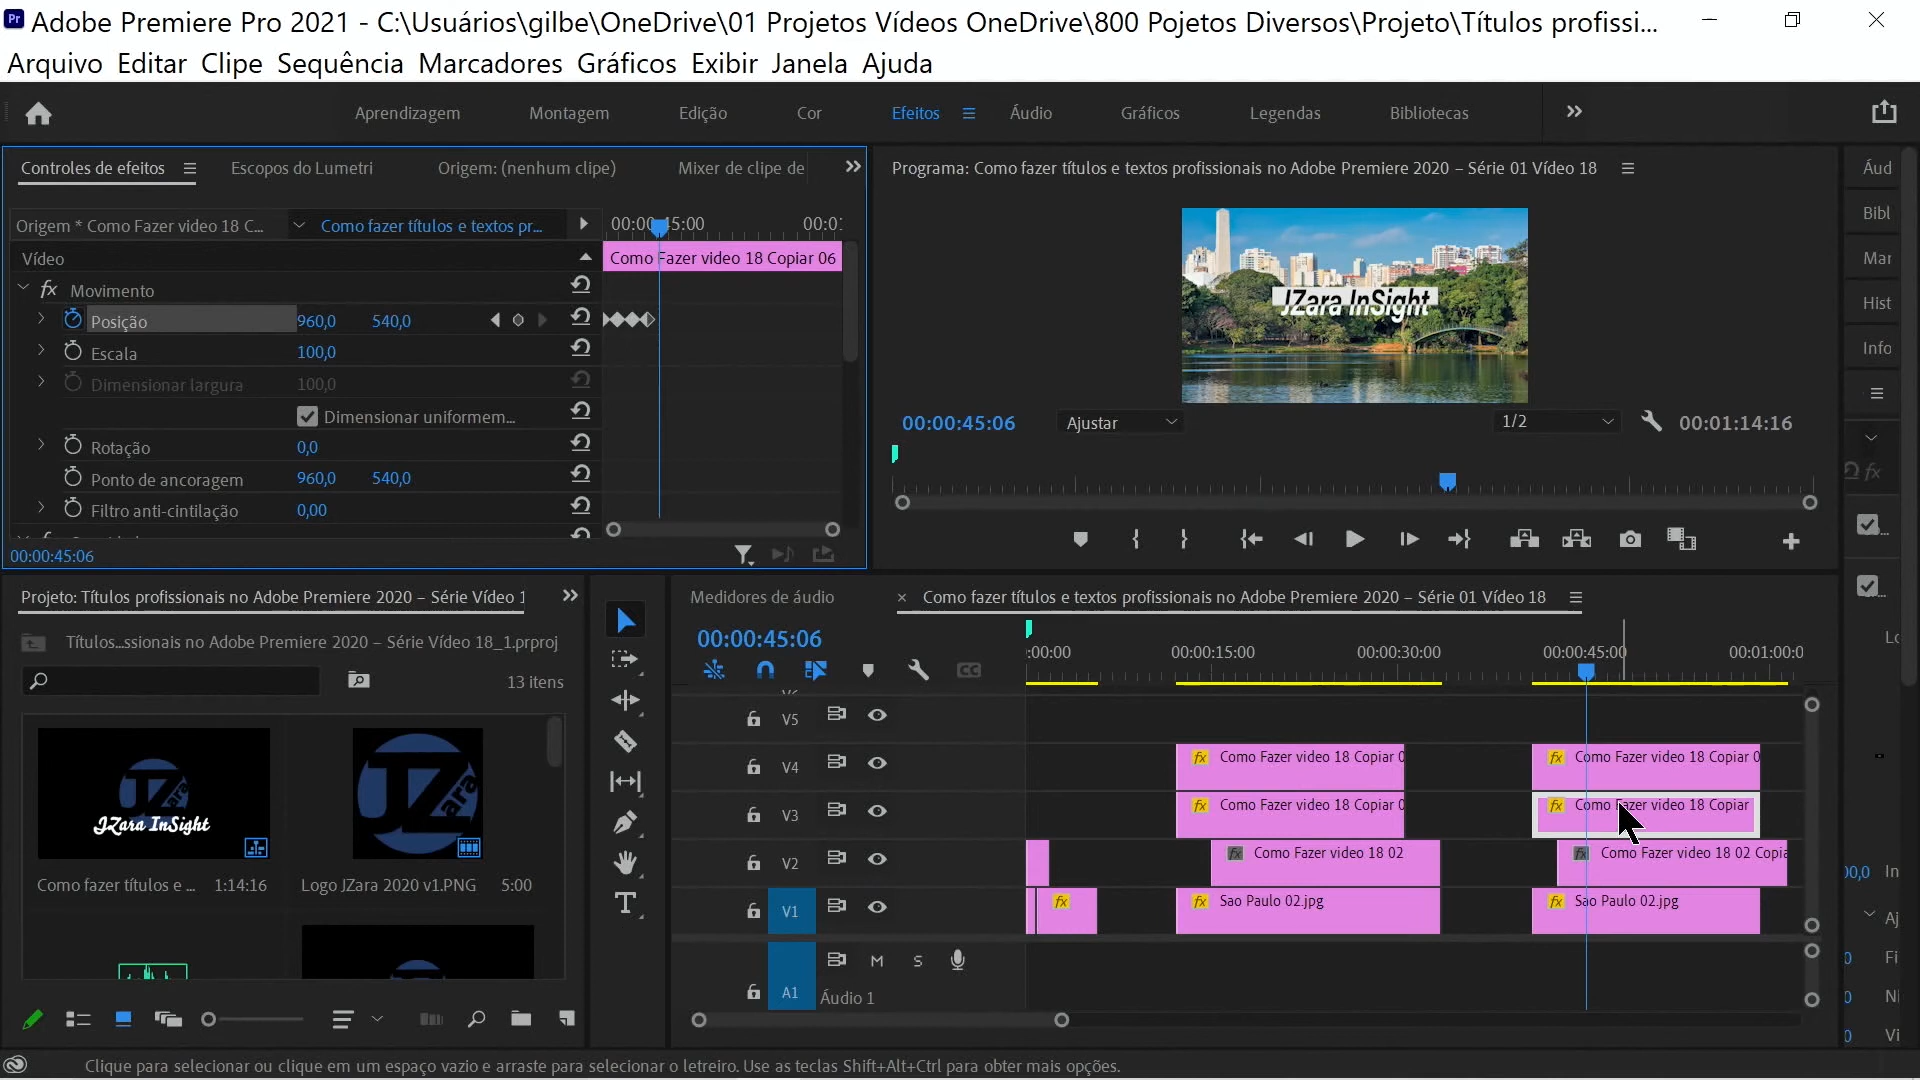 Adobe Premiere Pro 2021 - C:\Usuários\gilbe\OneDrive\01 Projetos Vídeos OneDrive\800 Pojetos Diversos\Projeto\Títulos profissi...
Arquivo Editar Clipe Sequência Marcadores Gráficos Exibir Janela Ajuda
Aprendizagem Montagem Edição Cor Efeitos Áudio Gráficos Legendas Bibliotecas
Controles de efeitos Escopos do Lumetri Origem: (nenhum clipe) Mixer de clipe de
Origem * Como Fazer video 18 C... Como fazer títulos e textos pr...
Vídeo
fx Movimento
Posição 960,0 540,0
Escala 100,0
Dimensionar largura 100,0
Dimensionar uniformem...
Rotação 0,0
Ponto de ancoragem 960,0 540,0
Filtro anti-cintilação 0,00
00:00:45:06
Como Fazer video 18 Copiar 06
Programa: Como fazer títulos e textos profissionais no Adobe Premiere 2020 – Série 01 Vídeo 18
JZara InSight
00:00:45:06 Ajustar 1/2 00:01:14:16
Áud
Bibl
Mar
Hist
Info
Projeto: Títulos profissionais no Adobe Premiere 2020 – Série Vídeo 1
Títulos...ssionais no Adobe Premiere 2020 – Série Vídeo 18_1.prproj
13 itens
JZara InSight
JZara
Como fazer títulos e ... 1:14:16
Logo JZara 2020 v1.PNG 5:00
Medidores de áudio
Como fazer títulos e textos profissionais no Adobe Premiere 2020 – Série 01 Vídeo 18
00:00:45:06
:00:00 00:00:15:00 00:00:30:00 00:00:45:00 00:01:00:0
V5
V4 fx Como Fazer video 18 Copiar 0 fx Como Fazer video 18 Copiar 0
V3 fx Como Fazer video 18 Copiar 0 fx Como Fazer video 18 Copiar
V2 fx Como Fazer video 18 02 fx Como Fazer video 18 02 Copia
V1 fx fx Sao Paulo 02.jpg fx Sao Paulo 02.jpg
M S
A1 Áudio 1
Clique para selecionar ou clique em um espaço vazio e arraste para selecionar o letreiro. Use as teclas Shift+Alt+Ctrl para obter mais opções.